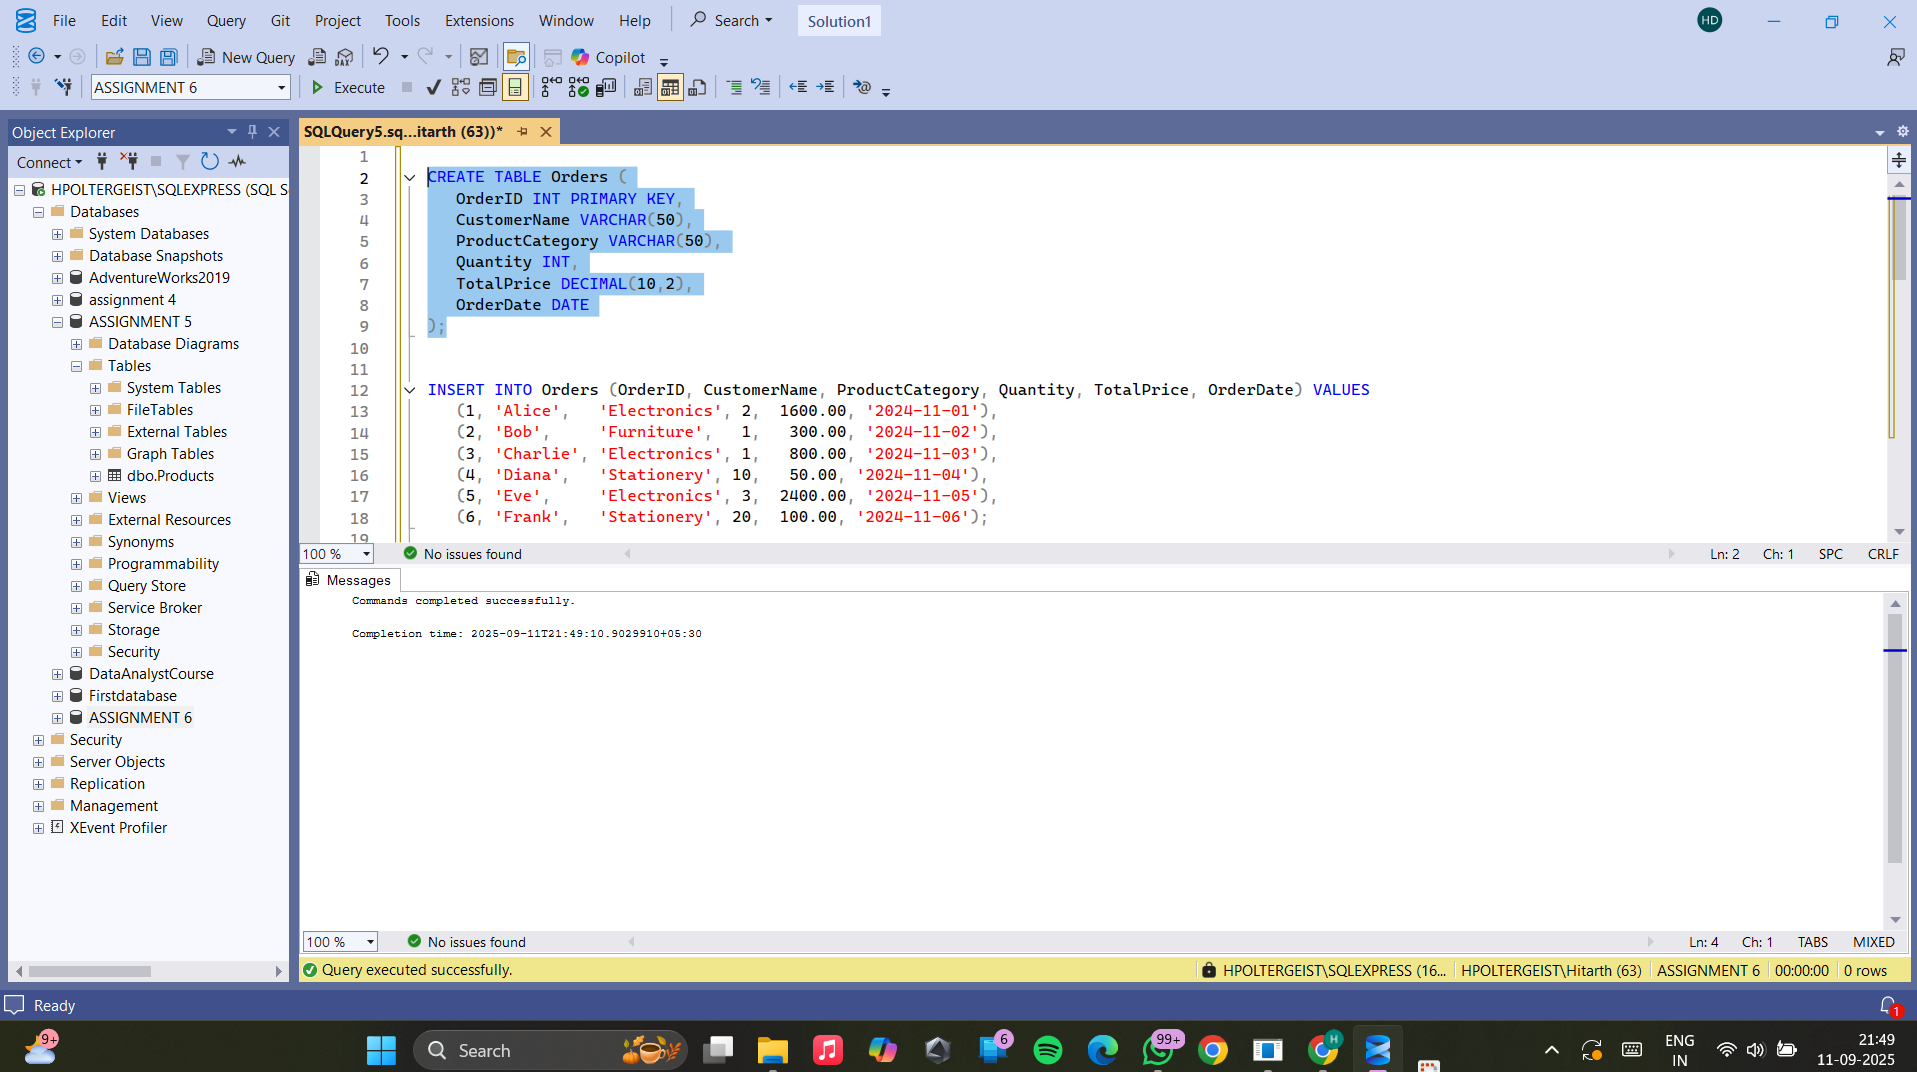 File Edit View Query Git Project Tools Extensions Window Help Search Solution1 HD
New Query DAX Copilot
ASSIGNMENT 6 Execute
Object Explorer
Connect
HPOLTERGEIST\SQLEXPRESS (SQL S
Databases
System Databases
Database Snapshots
AdventureWorks2019
assignment 4
ASSIGNMENT 5
Database Diagrams
Tables
System Tables
FileTables
External Tables
Graph Tables
dbo.Products
Views
External Resources
Synonyms
Programmability
Query Store
Service Broker
Storage
Security
DataAnalystCourse
Firstdatabase
ASSIGNMENT 6
Security
Server Objects
Replication
Management
XEvent Profiler
SQLQuery5.sq...itarth (63))*
1
2 CREATE TABLE Orders (
3 OrderID INT PRIMARY KEY,
4 CustomerName VARCHAR(50),
5 ProductCategory VARCHAR(50),
6 Quantity INT,
7 TotalPrice DECIMAL(10,2),
8 OrderDate DATE
9 );
10
11
12 INSERT INTO Orders (OrderID, CustomerName, ProductCategory, Quantity, TotalPrice, OrderDate) VALUES
13 (1, 'Alice', 'Electronics', 2, 1600.00, '2024-11-01'),
14 (2, 'Bob', 'Furniture', 1, 300.00, '2024-11-02'),
15 (3, 'Charlie', 'Electronics', 1, 800.00, '2024-11-03'),
16 (4, 'Diana', 'Stationery', 10, 50.00, '2024-11-04'),
17 (5, 'Eve', 'Electronics', 3, 2400.00, '2024-11-05'),
18 (6, 'Frank', 'Stationery', 20, 100.00, '2024-11-06');
19
100 % No issues found Ln: 2 Ch: 1 SPC CRLF
Messages
Commands completed successfully.
Completion time: 2025-09-11T21:49:10.9029910+05:30
100 % No issues found Ln: 4 Ch: 1 TABS MIXED
Query executed successfully. HPOLTERGEIST\SQLEXPRESS (16... HPOLTERGEIST\Hitarth (63) ASSIGNMENT 6 00:00:00 0 rows
Ready 1
9+ Search 6 99+ H ENG IN 21:49
11-09-2025